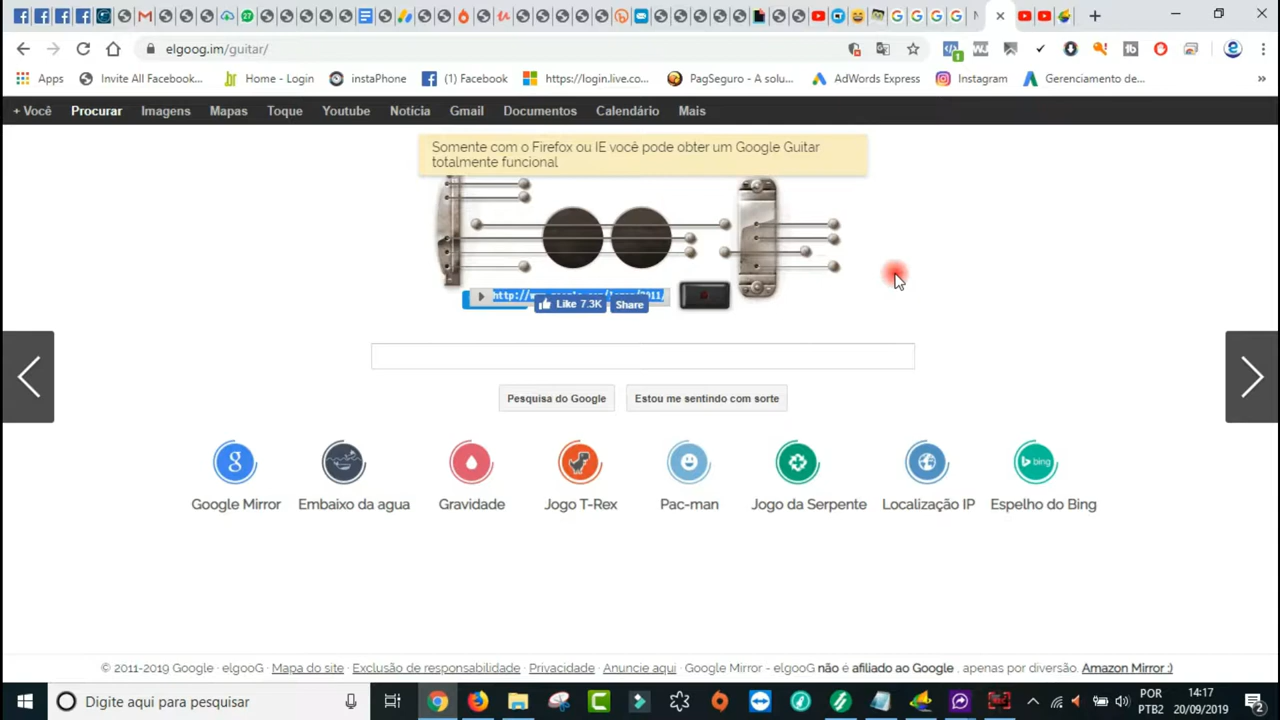 27
elgoog.im/guitar/
1
Apps
Invite All Facebook...
Home - Login
instaPhone
(1) Facebook
https://login.live.co...
PagSeguro - A solu...
AdWords Express
Instagram
Gerenciamento de...
»
+ Você
Procurar
Imagens
Mapas
Toque
Youtube
Notícia
Gmail
Documentos
Calendário
Mais
Somente com o Firefox ou IE você pode obter um Google Guitar
totalmente funcional
Like 7.3K
Share
Pesquisa do Google
Estou me sentindo com sorte
g
bing
Google Mirror
Embaixo da agua
Gravidade
Jogo T-Rex
Pac-man
Jogo da Serpente
Localização IP
Espelho do Bing
© 2011-2019 Google · elgooG · Mapa do site · Exclusão de responsabilidade · Privacidade · Anuncie aqui · Google Mirror - elgooG não é afiliado ao Google , apenas por diversão. Amazon Mirror :)
Digite aqui para pesquisar
POR
PTB2
14:17
20/09/2019
2